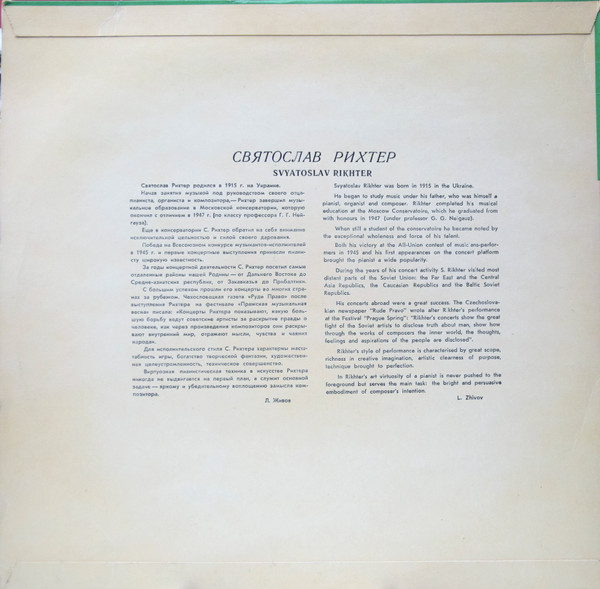 СВЯТОСЛАВ РИХТЕР
SVYATOSLAV RIKHTER
Святослав Рихтер родился в 1915 г. на Украине.
Начав занятия музыкой под руководством своего отца-
пианиста, органиста и композитора,— Рихтер завершил музы-
кальное образование в Московской консерватории, которую
окончил с отличием в 1947 г. (по классу профессора Г. Г. Ней-
гауза).
Еще в консерватории С. Рихтер обратил на себя внимание
исключительной цельностью и силой своего дарования.
Победа на Всесоюзном конкурсе музыкантов-исполнителей
в 1945 г. и первые концертные выступления принесли пиани-
сту широкую известность.
За годы концертной деятельности С. Рихтер посетил самые
отдаленные районы нашей Родины — от Дальнего Востока до
Средне-азиатских республик, от Закавказья до Прибалтики.
С большим успехом прошли его концерты во многих стра-
нах за рубежом. Чехословацкая газета «Руде Право» после
выступления Рихтера на фестивале «Пражская музыкальная
весна» писала: «Концерты Рихтера показывают, какую боль-
шую борьбу ведут советские артисты за раскрытие правды о
человеке, как через произведения композиторов они раскры-
вают внутренний мир, отражают мысли, чувства и чаяния
народа».
Для исполнительского стиля С. Рихтера характерны масш-
табность игры, богатство творческой фантазии, художествен-
ная целеустремленность, техническое совершенство.
Виртуозная пианистическая техника в искусстве Рихтера
никогда не выдвигается на первый план, а служит основной
задаче — яркому и убедительному воплощению замысла ком-
позитора.
Л. Живов
Svyatoslav Rikhter was born in 1915 in the Ukraine.
He began to study music under his father, who was himself a
pianist, organist and composer. Rikhter completed his musical
education at the Moscow Conservatoire, which he graduated from
with honours in 1947 (under professor G. G. Neigauz).
When still a student of the conservatoire he became noted by
the exceptional wholeness and force of his talent.
Both his victory at the All-Union contest of music ans-perfor-
mers in 1945 and his first appearences on the concert platform
brought the pianist a wide popularity.
During the years of his concert activity S. Rikhter visited most
distant parts of the Soviet Union: the Far East and the Central
Asia Republics, the Caucasian Republics and the Baltic Soviet
Republics.
His concerts abroad were a great success. The Czechoslova-
kian newspaper "Rude Pravo" wrote after Rikhter's performance
at the Festival "Prague Spring": "Rikhter's concerts show the great
fight of the Soviet artists to disclose truth about man, show how
through the works of composers the inner world, the thoughts,
feelings and aspirations of the people are disclosed".
Rikhter's style of performance is characterised by great scope,
richness in creative imagination, artistic clearness of purpose,
technique brought to perfection.
In Rikhter's art virtuosity of a pianist is never pushed to the
foreground but serves the main task: the bright and persuasive
embodiment of composer's intention.
L. Zhivov